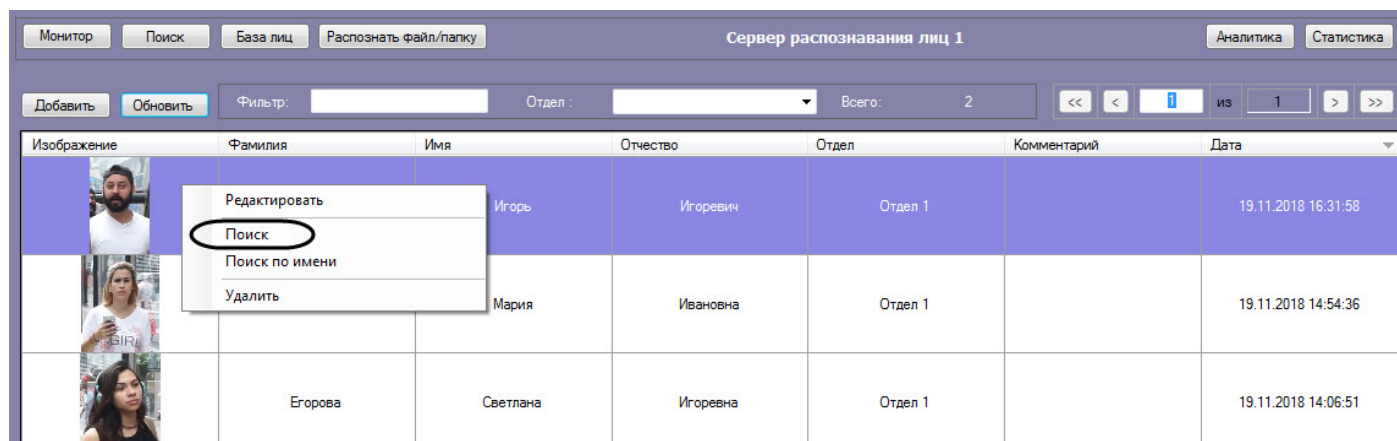 Монитор Поиск База лиц Распознать файл/папку Сервер распознавания лиц 1 Аналитика Статистика
Добавить Обновить Фильтр: Отдел : Всего: 2 << < 1 из 1 > >>
Изображение Фамилия Имя Отчество Отдел Комментарий Дата
Редактировать
Игорь Игоревич Отдел 1 19.11.2018 16:31:58
Поиск
Поиск по имени
Удалить
Мария Ивановна Отдел 1 19.11.2018 14:54:36
GIRL
Егорова Светлана Игоревна Отдел 1 19.11.2018 14:06:51